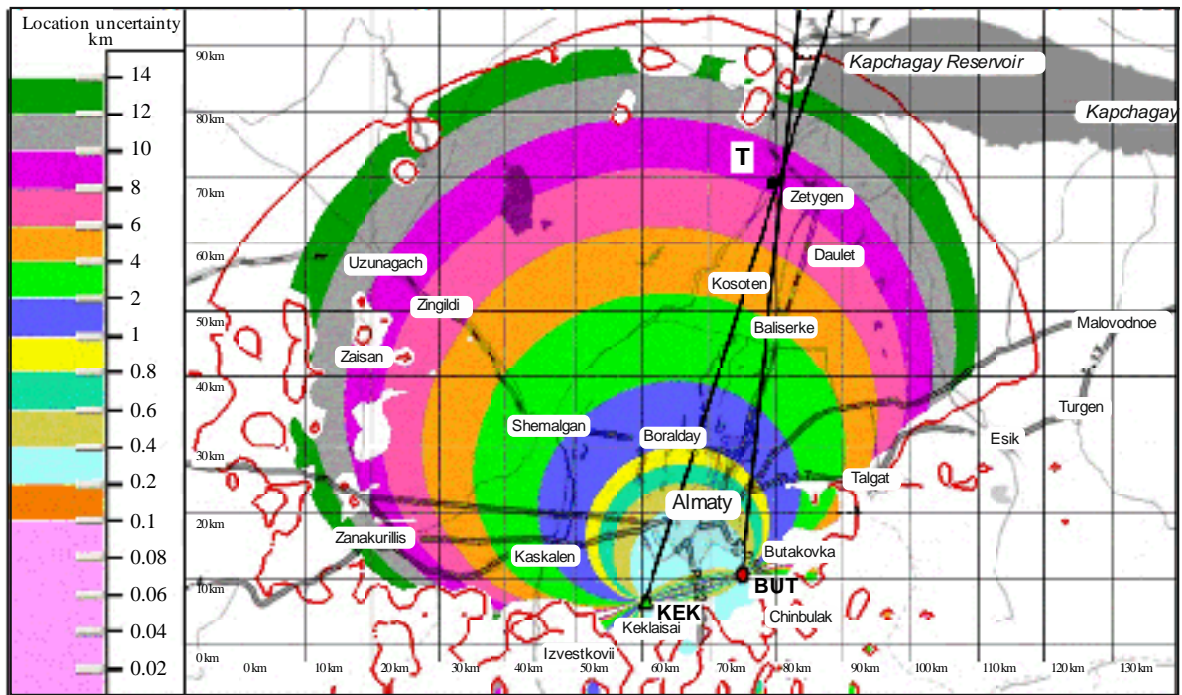 Location uncertainty
km
14
12
10
8
6
4
2
1
0.8
0.6
0.4
0.2
0.1
0.08
0.06
0.04
0.02
90km
Kapchagay Reservoir
80km
Kapchagay
T
70km
Zetygen
60km
Uzunagach
Daulet
Kosoten
Zingildi
50km
Baliserke
Malovodnoe
Zaisan
40km
Turgen
Shemalgan
Boralday
Esik
30km
Talgat
Almaty
20km
Zanakurillis
Kaskalen
Butakovka
10km
BUT
KEK
Chinbulak
Keklaisai
Izvestkovii
0km
0km
10km
20km
30km
40km
50km
60km
70km
80km
90km
100km
110km
120km
130km